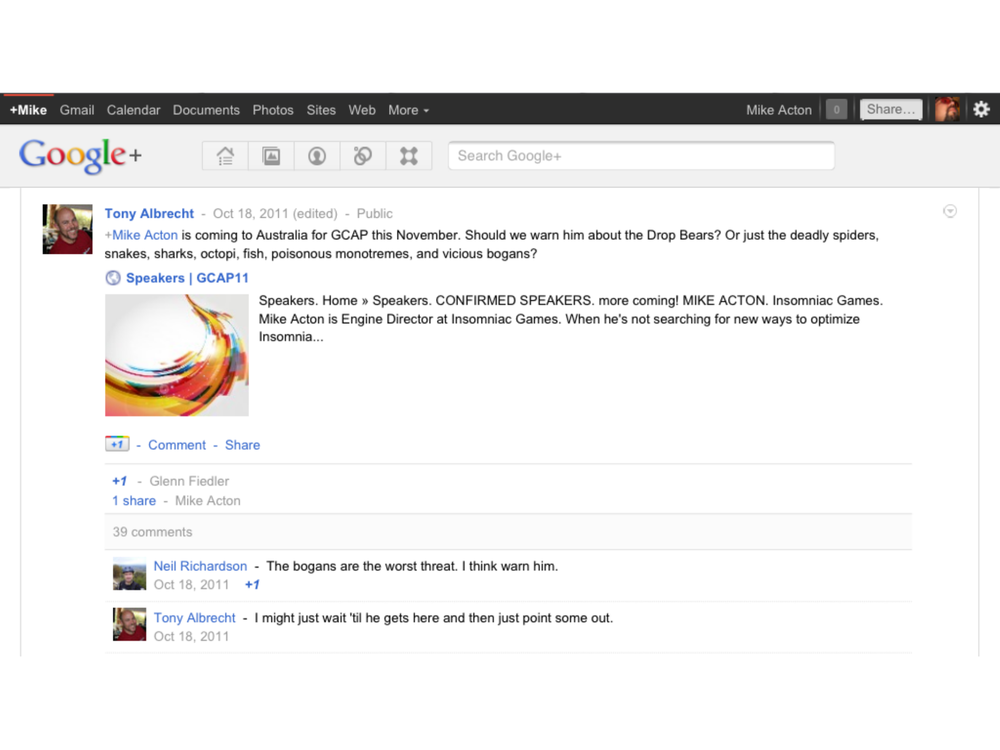 +Mike Gmail Calendar Documents Photos Sites Web More Mike Acton 0 Share...
Google+ Search Google+
Tony Albrecht - Oct 18, 2011 (edited) - Public
+Mike Acton is coming to Australia for GCAP this November. Should we warn him about the Drop Bears? Or just the deadly spiders,
snakes, sharks, octopi, fish, poisonous monotremes, and vicious bogans?
Speakers | GCAP11
Speakers. Home » Speakers. CONFIRMED SPEAKERS. more coming! MIKE ACTON. Insomniac Games.
Mike Acton is Engine Director at Insomniac Games. When he's not searching for new ways to optimize
Insomnia...
+1 - Comment - Share
+1 - Glenn Fiedler
1 share - Mike Acton
39 comments
Neil Richardson - The bogans are the worst threat. I think warn him.
Oct 18, 2011 +1
Tony Albrecht - I might just wait 'til he gets here and then just point some out.
Oct 18, 2011